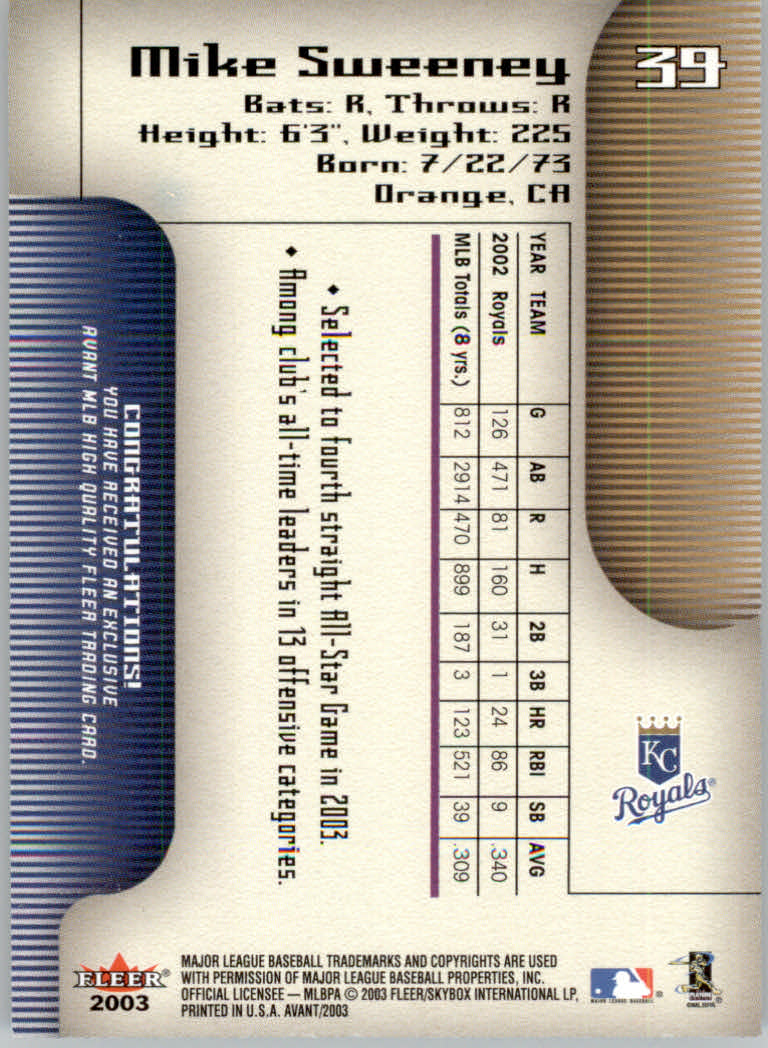 39
Mike Sweeney
Bats: R, Throws: R
Height: 6'3", Weight: 225
Born: 7/22/73
Orange, CA
YEAR TEAM G AB R H 2B 3B HR RBI SB AVG
2002 Royals 126 471 81 160 31 1 24 86 9 .340
MLB Totals (8 yrs.) 812 2914 470 899 187 3 123 521 39 .309
♦ Selected to fourth straight All-Star Game in 2003.
♦ Among club's all-time leaders in 13 offensive categories.
KC
Royals®
CONGRATULATIONS!
YOU HAVE RECEIVED AN EXCLUSIVE
AVANT MLB HIGH QUALITY FLEER TRADING CARD.
FLEER®
2003
MAJOR LEAGUE BASEBALL TRADEMARKS AND COPYRIGHTS ARE USED
WITH PERMISSION OF MAJOR LEAGUE BASEBALL PROPERTIES, INC.
OFFICIAL LICENSEE — MLBPA © 2003 FLEER/SKYBOX INTERNATIONAL LP,
PRINTED IN U.S.A. AVANT/2003
MAJOR LEAGUE BASEBALL